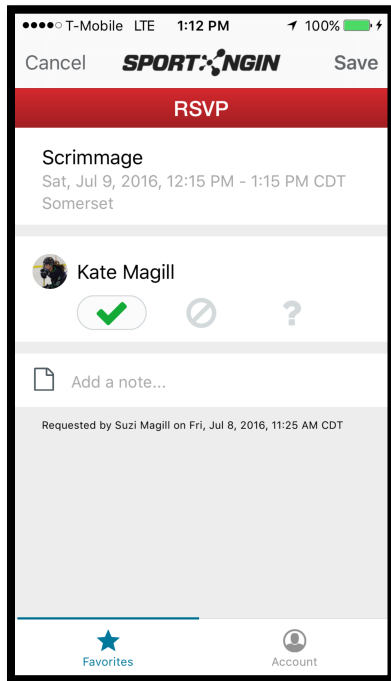 T-Mobile LTE 1:12 PM 100%
Cancel SPORT NGIN Save
RSVP
Scrimmage
Sat, Jul 9, 2016, 12:15 PM - 1:15 PM CDT
Somerset
Kate Magill
?
Add a note...
Requested by Suzi Magill on Fri, Jul 8, 2016, 11:25 AM CDT
Favorites Account